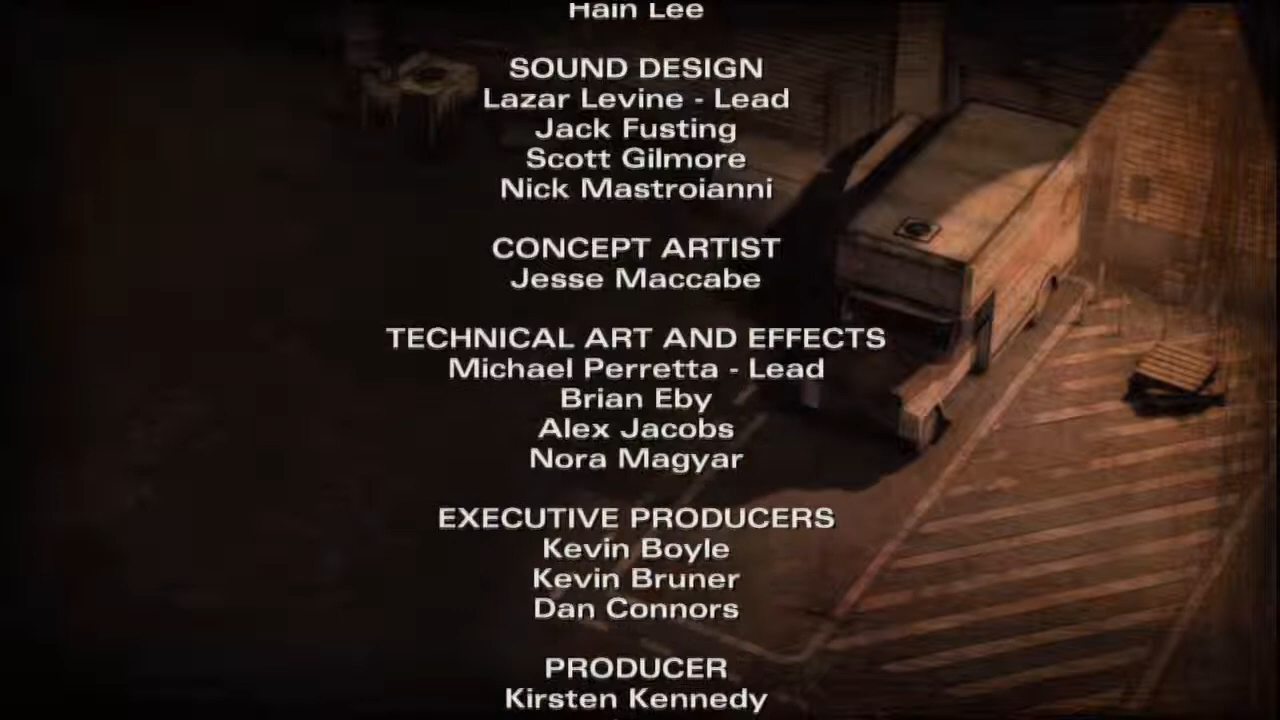 Hain Lee
SOUND DESIGN
Lazar Levine - Lead
Jack Fusting
Scott Gilmore
Nick Mastroianni
CONCEPT ARTIST
Jesse Maccabe
TECHNICAL ART AND EFFECTS
Michael Perretta - Lead
Brian Eby
Alex Jacobs
Nora Magyar
EXECUTIVE PRODUCERS
Kevin Boyle
Kevin Bruner
Dan Connors
PRODUCER
Kirsten Kennedy